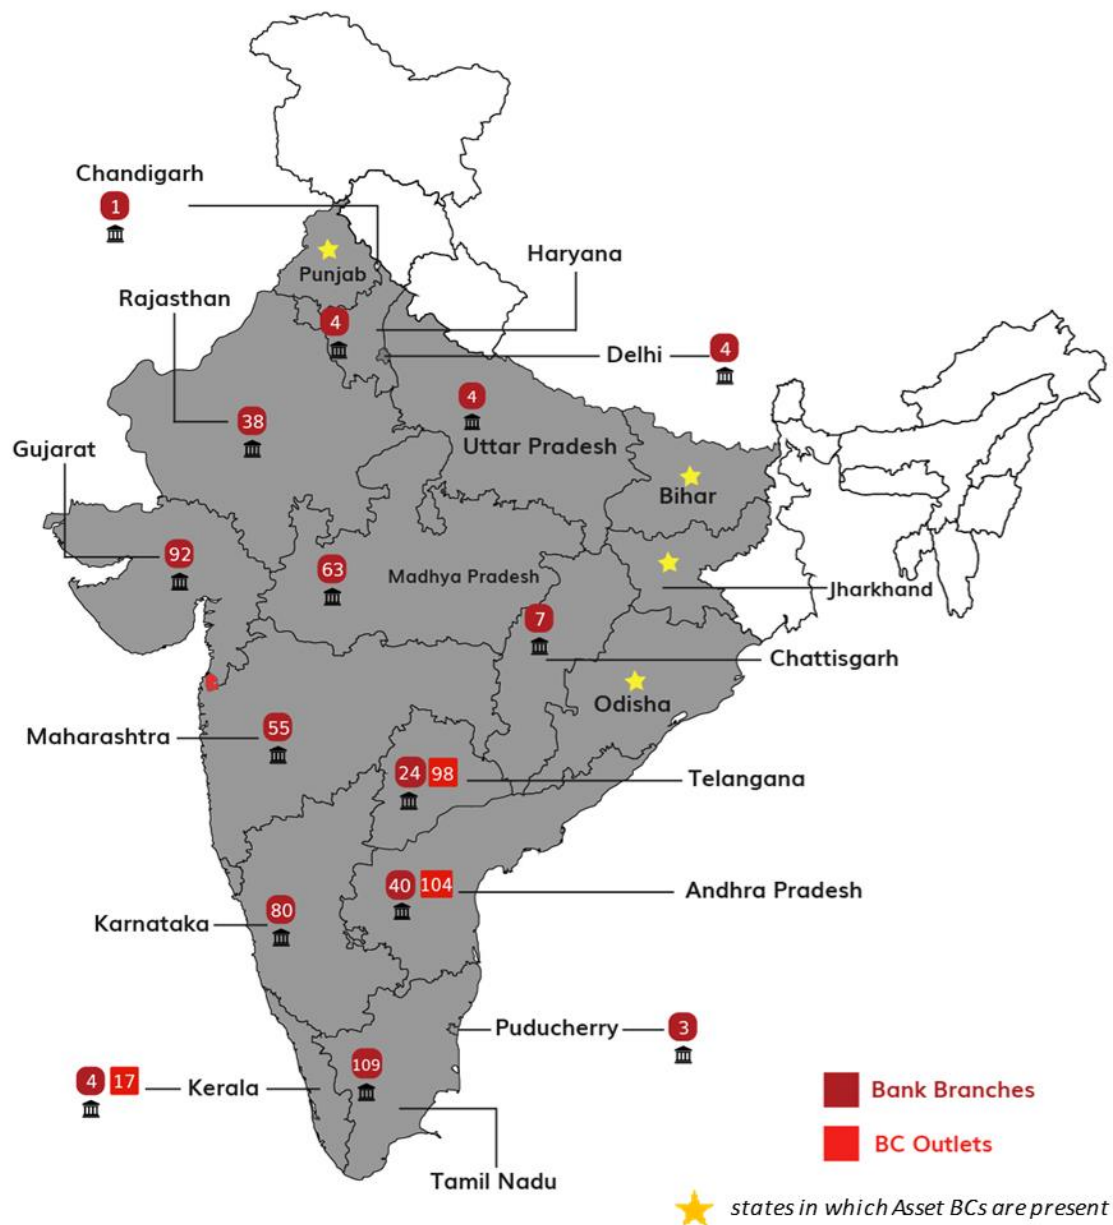 Chandigarh
1
Haryana
Punjab
Rajasthan
4
Delhi
4
4
38
Uttar Pradesh
Gujarat
Bihar
92
63
Madhya Pradesh
Jharkhand
7
Chattisgarh
Odisha
Maharashtra
55
24 98
Telangana
40 104
Andhra Pradesh
Karnataka
80
Puducherry
3
109
4 17
Kerala
Bank Branches
BC Outlets
Tamil Nadu
states in which Asset BCs are present